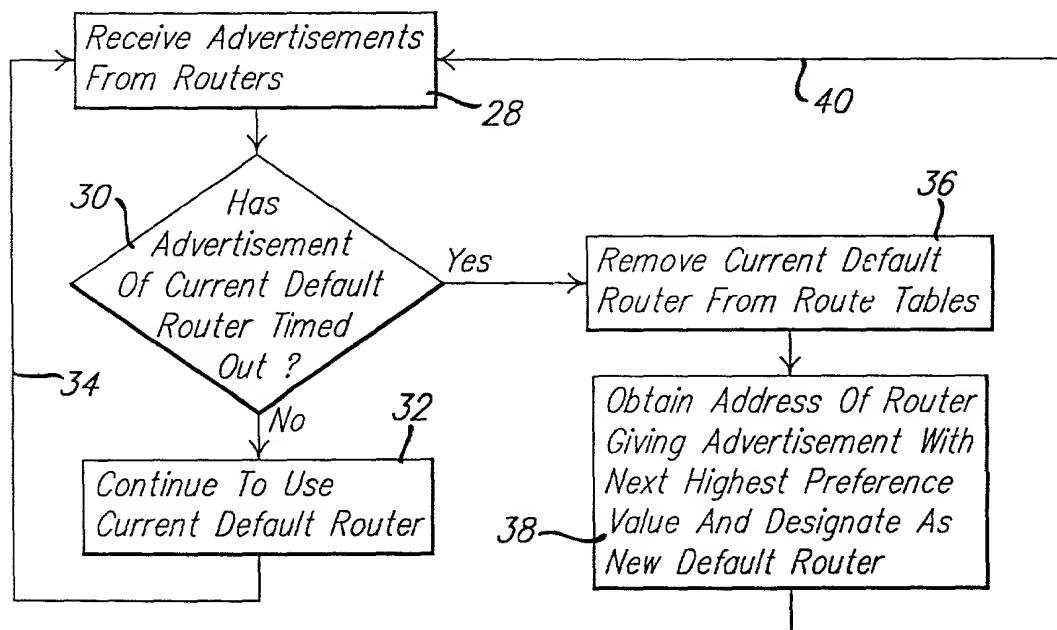 Receive Advertisements
From Routers
28
40
30
Has
Advertisement
Of Current Default
Router Timed
Out ?
Yes
36
Remove Current Default
Router From Route Tables
34
No
32
Continue To Use
Current Default Router
Obtain Address Of Router
Giving Advertisement With
Next Highest Preference
Value And Designate As
New Default Router
38